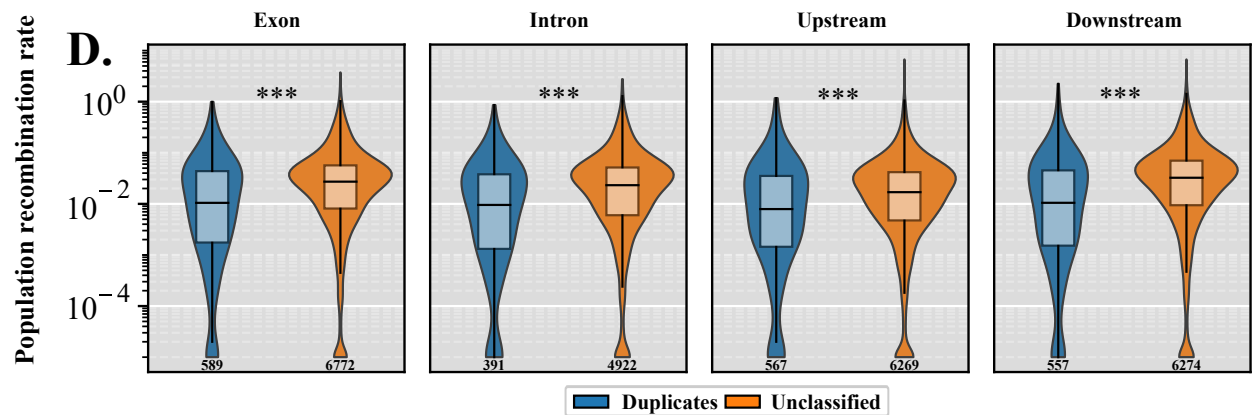 Exon Intron Upstream Downstream
D.
Population recombination rate
10^0
10^-2
10^-4
*** *** *** ***
589 6772 391 4922 567 6269 557 6274
Duplicates Unclassified